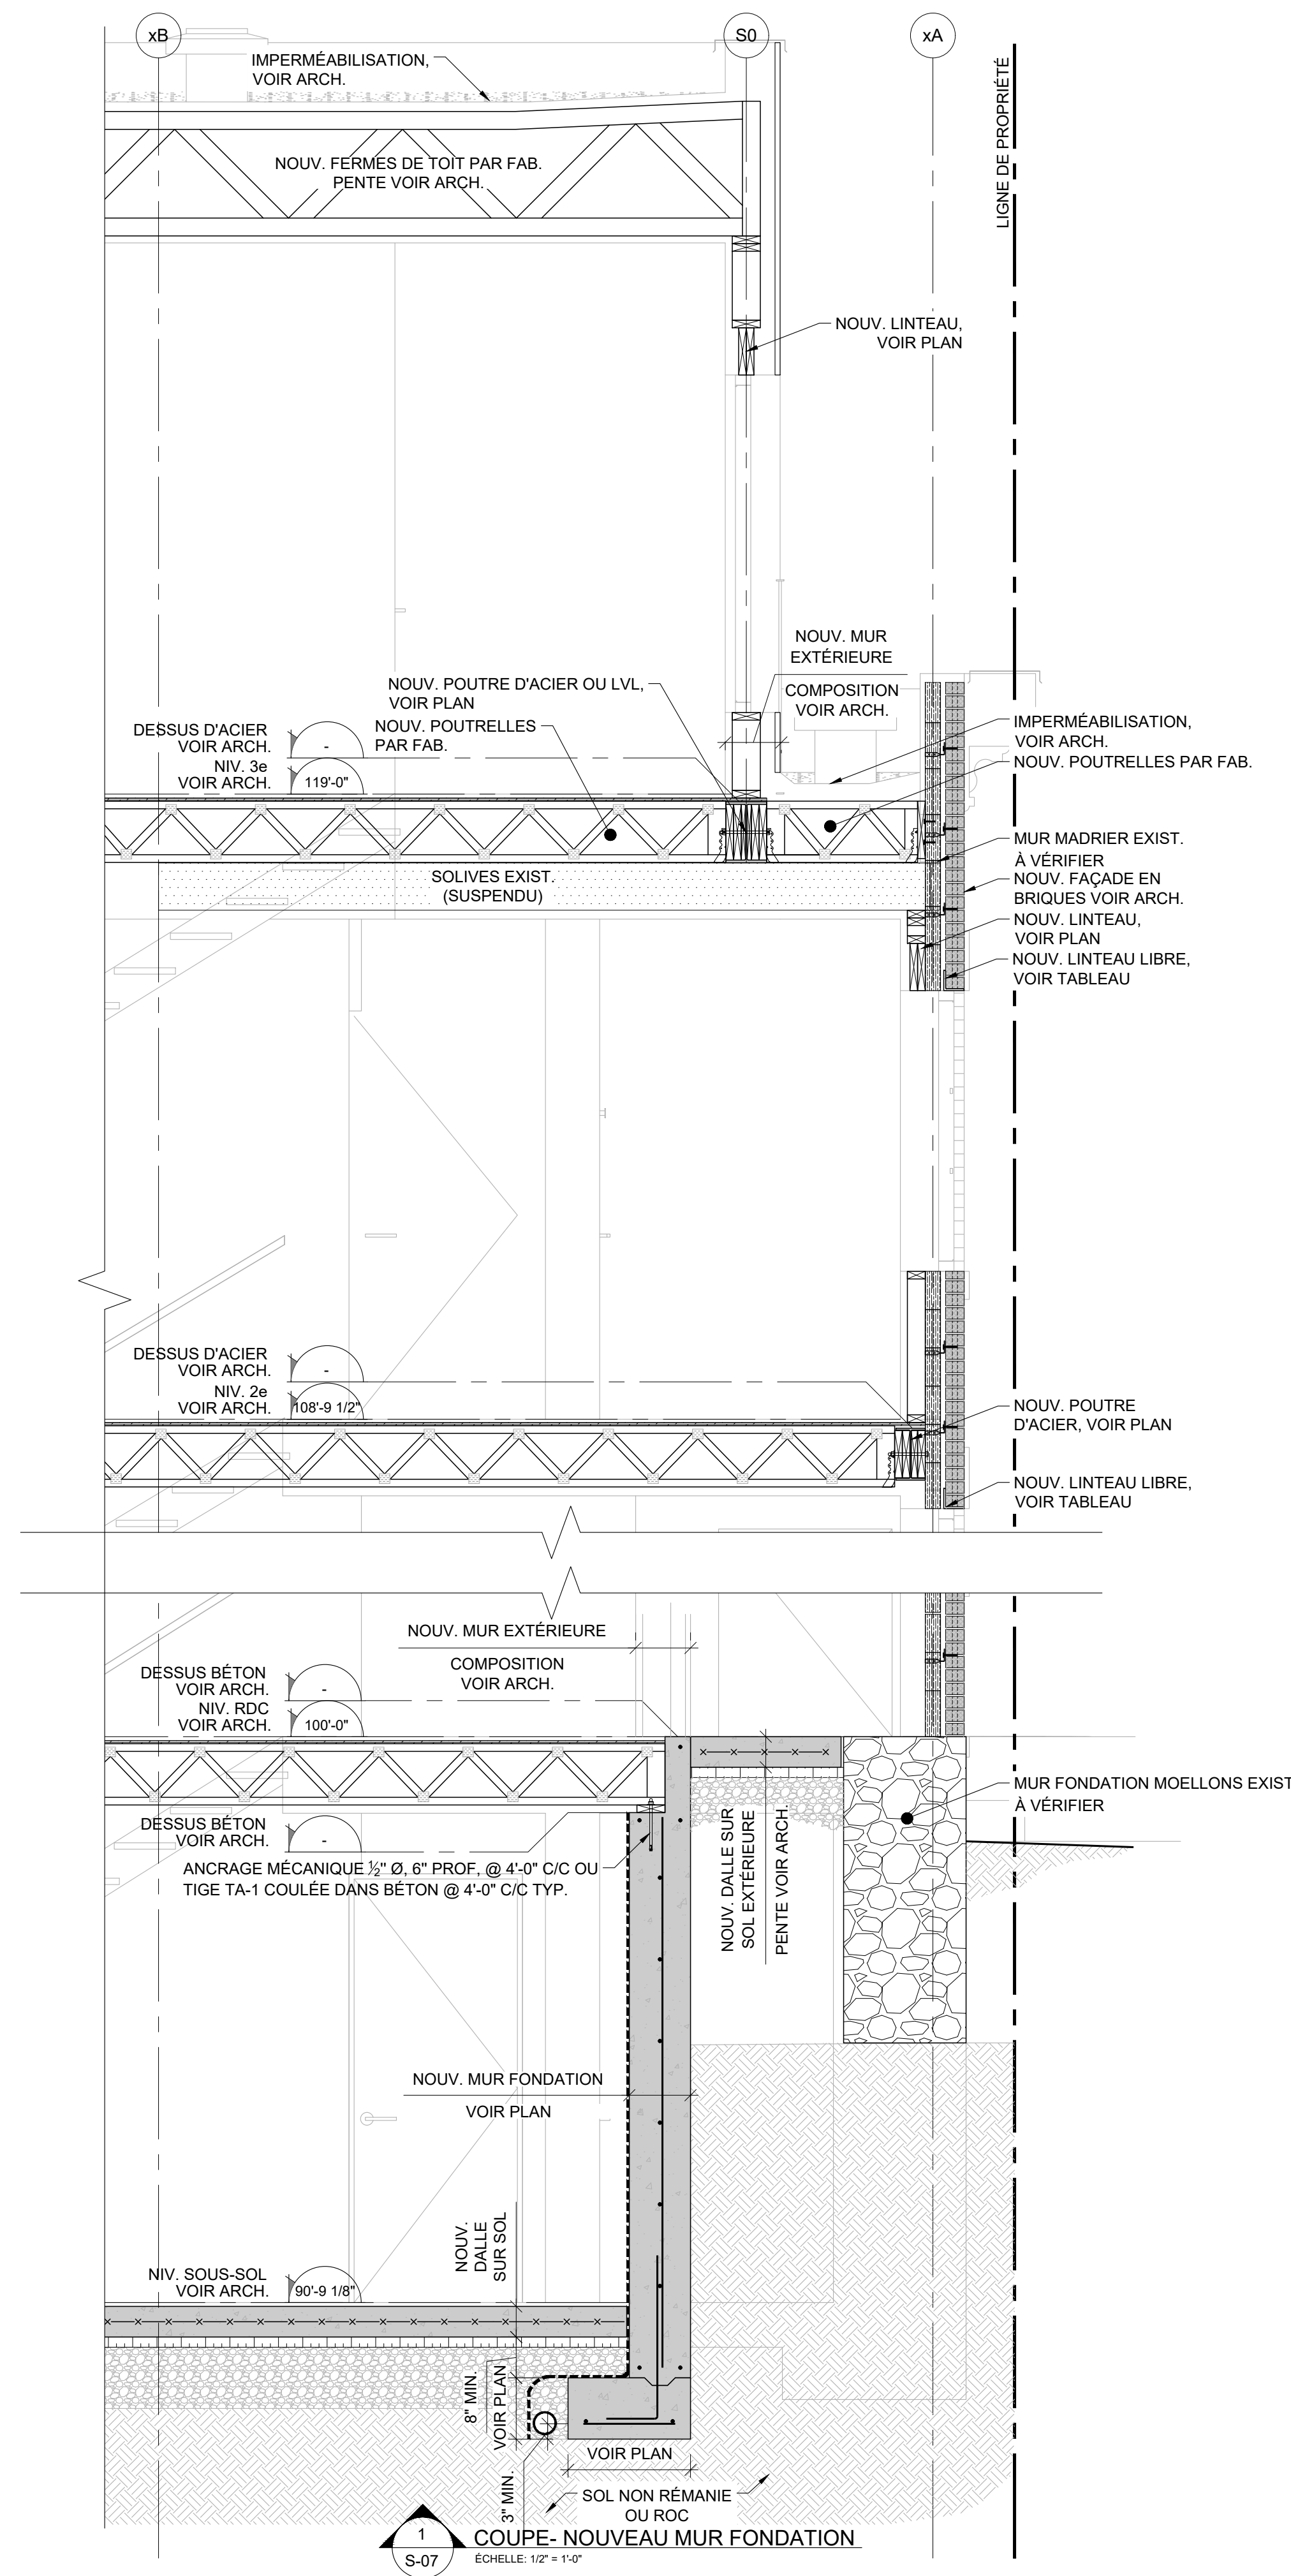 xB
S0
xA
IMPERMÉABILISATION,
VOIR ARCH.
LIGNE DE PROPRIÉTÉ
NOUV. FERMES DE TOIT PAR FAB.
PENTE VOIR ARCH.
NOUV. LINTEAU,
VOIR PLAN
NOUV. MUR
EXTÉRIEURE
COMPOSITION
VOIR ARCH.
NOUV. POUTRE D'ACIER OU LVL,
VOIR PLAN
NOUV. POUTRELLES
PAR FAB.
DESSUS D'ACIER
VOIR ARCH.
-
NIV. 3e
VOIR ARCH.
119'-0"
IMPERMÉABILISATION,
VOIR ARCH.
NOUV. POUTRELLES PAR FAB.
MUR MADRIER EXIST.
À VÉRIFIER
NOUV. FAÇADE EN
BRIQUES VOIR ARCH.
NOUV. LINTEAU,
VOIR PLAN
NOUV. LINTEAU LIBRE,
VOIR TABLEAU
SOLIVES EXIST.
(SUSPENDU)
DESSUS D'ACIER
VOIR ARCH.
-
NIV. 2e
VOIR ARCH.
108'-9 1/2"
NOUV. POUTRE
D'ACIER, VOIR PLAN
NOUV. LINTEAU LIBRE,
VOIR TABLEAU
NOUV. MUR EXTÉRIEURE
COMPOSITION
VOIR ARCH.
DESSUS BÉTON
VOIR ARCH.
-
NIV. RDC
VOIR ARCH.
100'-0"
MUR FONDATION MOELLONS EXIST
À VÉRIFIER
DESSUS BÉTON
VOIR ARCH.
-
ANCRAGE MÉCANIQUE ½" Ø, 6" PROF, @ 4'-0" C/C OU
TIGE TA-1 COULÉE DANS BÉTON @ 4'-0" C/C TYP.
NOUV. DALLE SUR
SOL EXTÉRIEURE
PENTE VOIR ARCH.
NOUV. MUR FONDATION
VOIR PLAN
NOUV.
DALLE
SUR SOL
NIV. SOUS-SOL
VOIR ARCH.
90'-9 1/8"
8" MIN.
VOIR PLAN
3" MIN.
VOIR PLAN
SOL NON RÉMANIE
OU ROC
1
S-07
COUPE- NOUVEAU MUR FONDATION
ÉCHELLE: 1/2" = 1'-0"